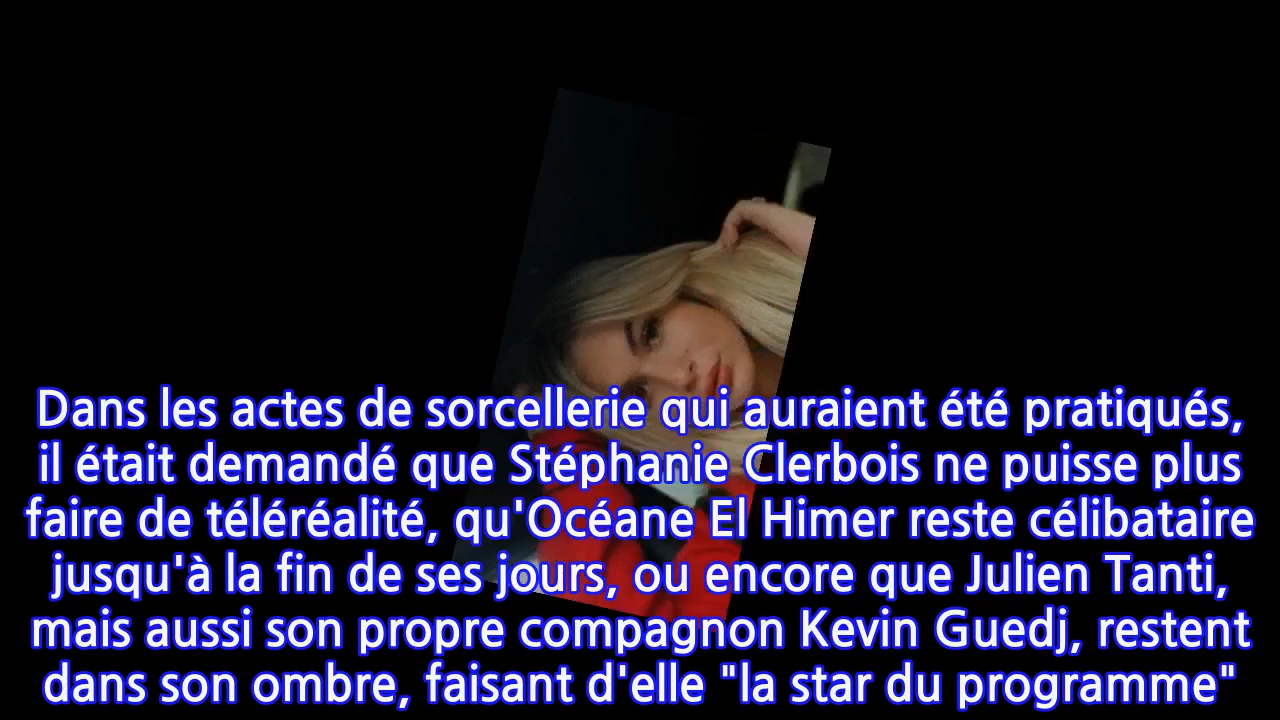 Dans les actes de sorcellerie qui auraient été pratiqués,
il était demandé que Stéphanie Clerbois ne puisse plus
faire de téléréalité, qu'Océane El Himer reste célibataire
jusqu'à la fin de ses jours, ou encore que Julien Tanti,
mais aussi son propre compagnon Kevin Guedj, restent
dans son ombre, faisant d'elle "la star du programme"